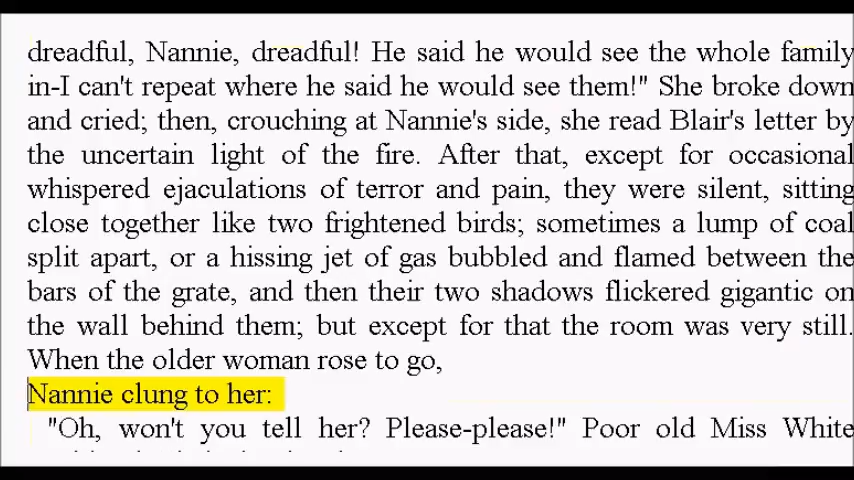 dreadful, Nannie, dreadful! He said he would see the whole family
in-I can't repeat where he said he would see them!" She broke down
and cried; then, crouching at Nannie's side, she read Blair's letter by
the uncertain light of the fire. After that, except for occasional
whispered ejaculations of terror and pain, they were silent, sitting
close together like two frightened birds; sometimes a lump of coal
split apart, or a hissing jet of gas bubbled and flamed between the
bars of the grate, and then their two shadows flickered gigantic on
the wall behind them; but except for that the room was very still.
When the older woman rose to go,
Nannie clung to her:
"Oh, won't you tell her? Please-please!" Poor old Miss White